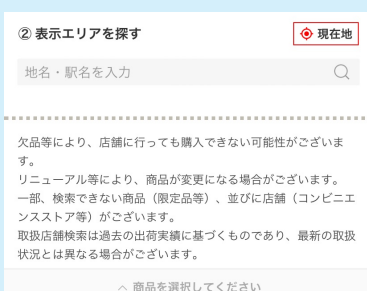 ② 表示エリアを探す
現在地
地名・駅名を入力
欠品等により、店舗に行っても購入できない可能性がございま
す。
リニューアル等により、商品が変更になる場合がございます。
一部、検索できない商品（限定品等）、並びに店舗（コンビニエ
ンスストア等）がございます。
取扱店舗検索は過去の出荷実績に基づくものであり、最新の取扱
状況とは異なる場合がございます。
商品を選択してください